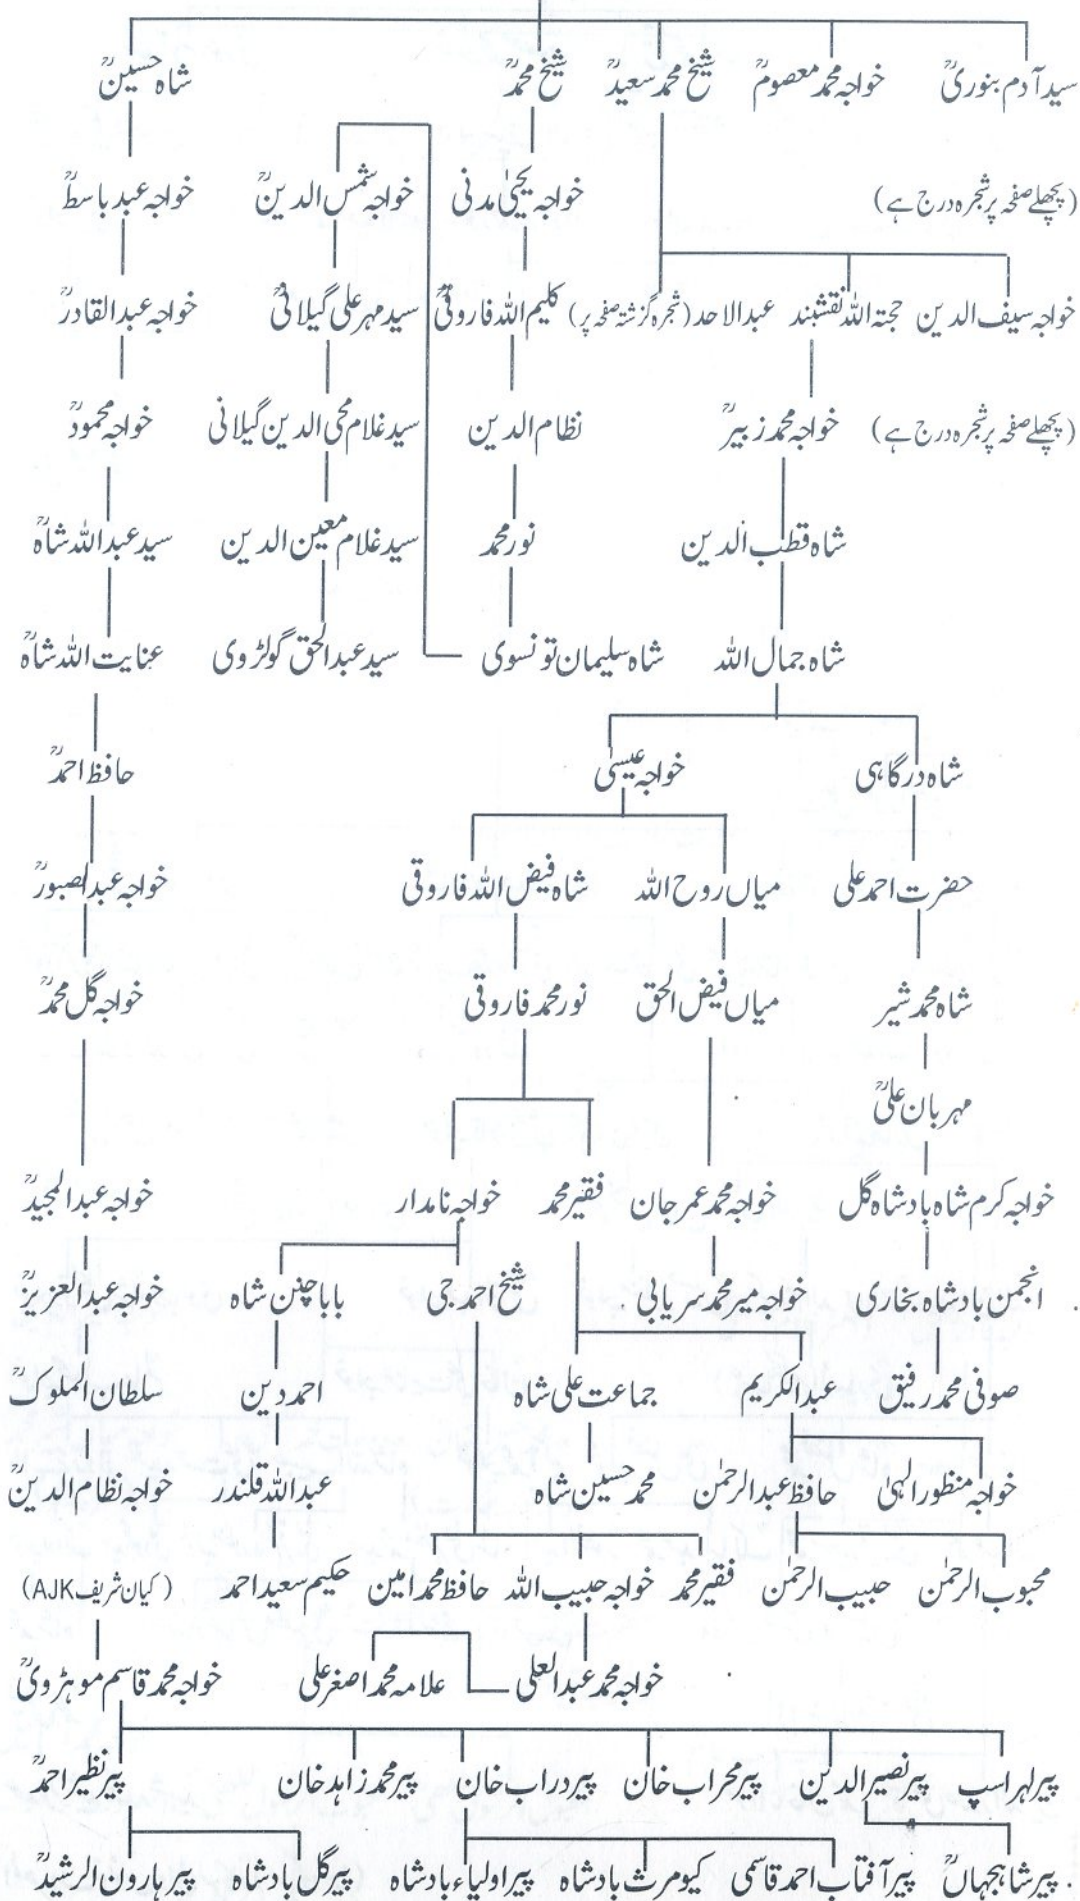 سید آدم بنوریؒ خواجہ محمد معصومؒ شیخ محمد سعیدؒ شیخ محمدؒ شاہ حسینؒ
(پچھلے صفحہ پر شجرہ درج ہے) خواجہ یحییٰ مدنی خواجہ شمس الدینؒ خواجہ عبد باسطؒ
خواجہ سیف الدین حجتہ اللہ نقشبند عبدالاحد (شجرہ گزشتہ صفحہ پر) کلیم اللہ فاروقیؒ سید مہر علی گیلانیؒ خواجہ عبدالقادرؒ
(پچھلے صفحہ پر شجرہ درج ہے) خواجہ محمد زبیرؒ نظام الدین سید غلام محی الدین گیلانی خواجہ محمودؒ
شاہ قطب الدین نور محمد سید غلام معین الدین سید عبداللہ شاہؒ
شاہ جمال اللہ شاہ سلیمان تونسوی سید عبدالحق گولڑوی عنایت اللہ شاہؒ
شاہ درگاہی خواجہ عیسیٰ حافظ احمدؒ
حضرت احمد علی میاں روح اللہ شاہ فیض اللہ فاروقی خواجہ عبدالصبورؒ
شاہ محمد شیر میاں فیض الحق نور محمد فاروقی خواجہ گل محمدؒ
مہربان علیؒ
خواجہ کرم شاہ بادشاہ گل خواجہ محمد عمر جان فقیر محمد خواجہ نامدار خواجہ عبدالمجیدؒ
انجمن بادشاہ بخاری خواجہ میر محمد سربابی شیخ احمد جی بابا چنن شاہ خواجہ عبدالعزیزؒ
صوفی محمد رفیق عبدالکریم جماعت علی شاہ احمد دین سلطان الملوکؒ
خواجہ منظور الہیٰ حافظ عبدالرحمٰن محمد حسین شاہ عبداللہ قلندر خواجہ نظام الدینؒ
محبوب الرحمٰن حبیب الرحمٰن فقیر محمد خواجہ حبیب اللہ حافظ محمد امین حکیم سعید احمد (کیان شریف AJK)
خواجہ محمد عبدالعلی علامہ محمد اصغر علی خواجہ محمد قاسم موہڑویؒ
پیر لہراسپ پیر نصیر الدین پیر محراب خان پیر دراب خان پیر محمد زاہد خان پیر نظیر احمدؒ
پیر شاہجہاںؒ پیر آفتاب احمد قاسمی کیومرث بادشاہ پیر اولیاء بادشاہ پیر گل بادشاہ پیر ہارون الرشیدؒ